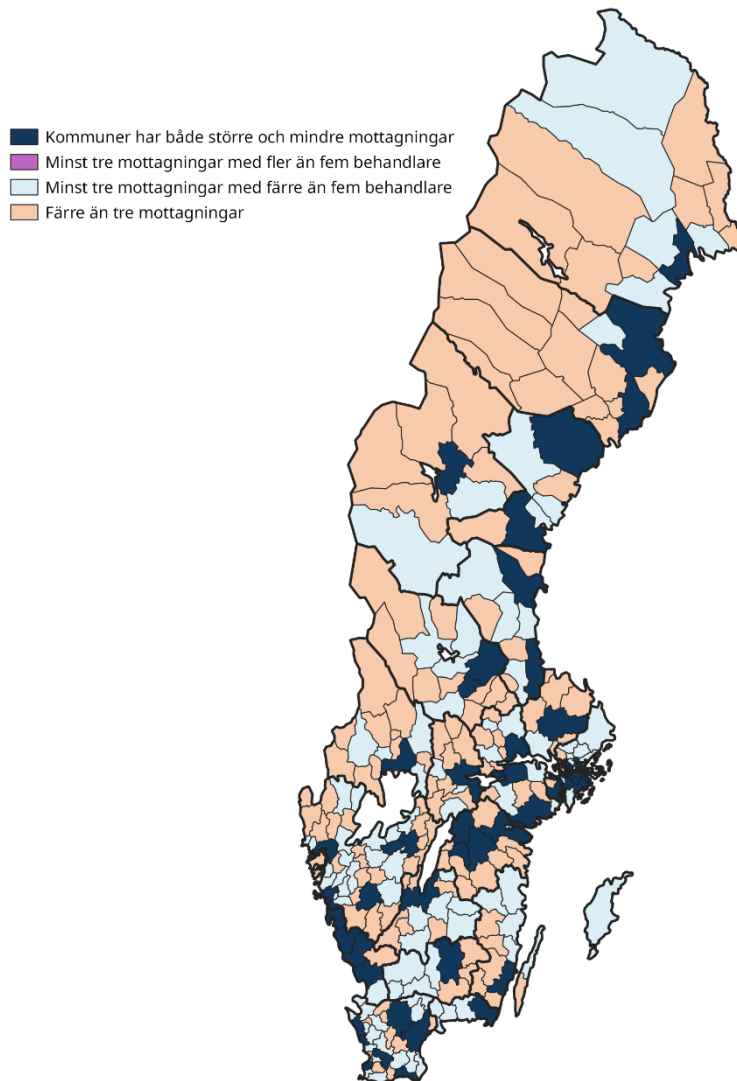 Kommuner har både större och mindre mottagningar
Minst tre mottagningar med fler än fem behandlare
Minst tre mottagningar med färre än fem behandlare
Färre än tre mottagningar